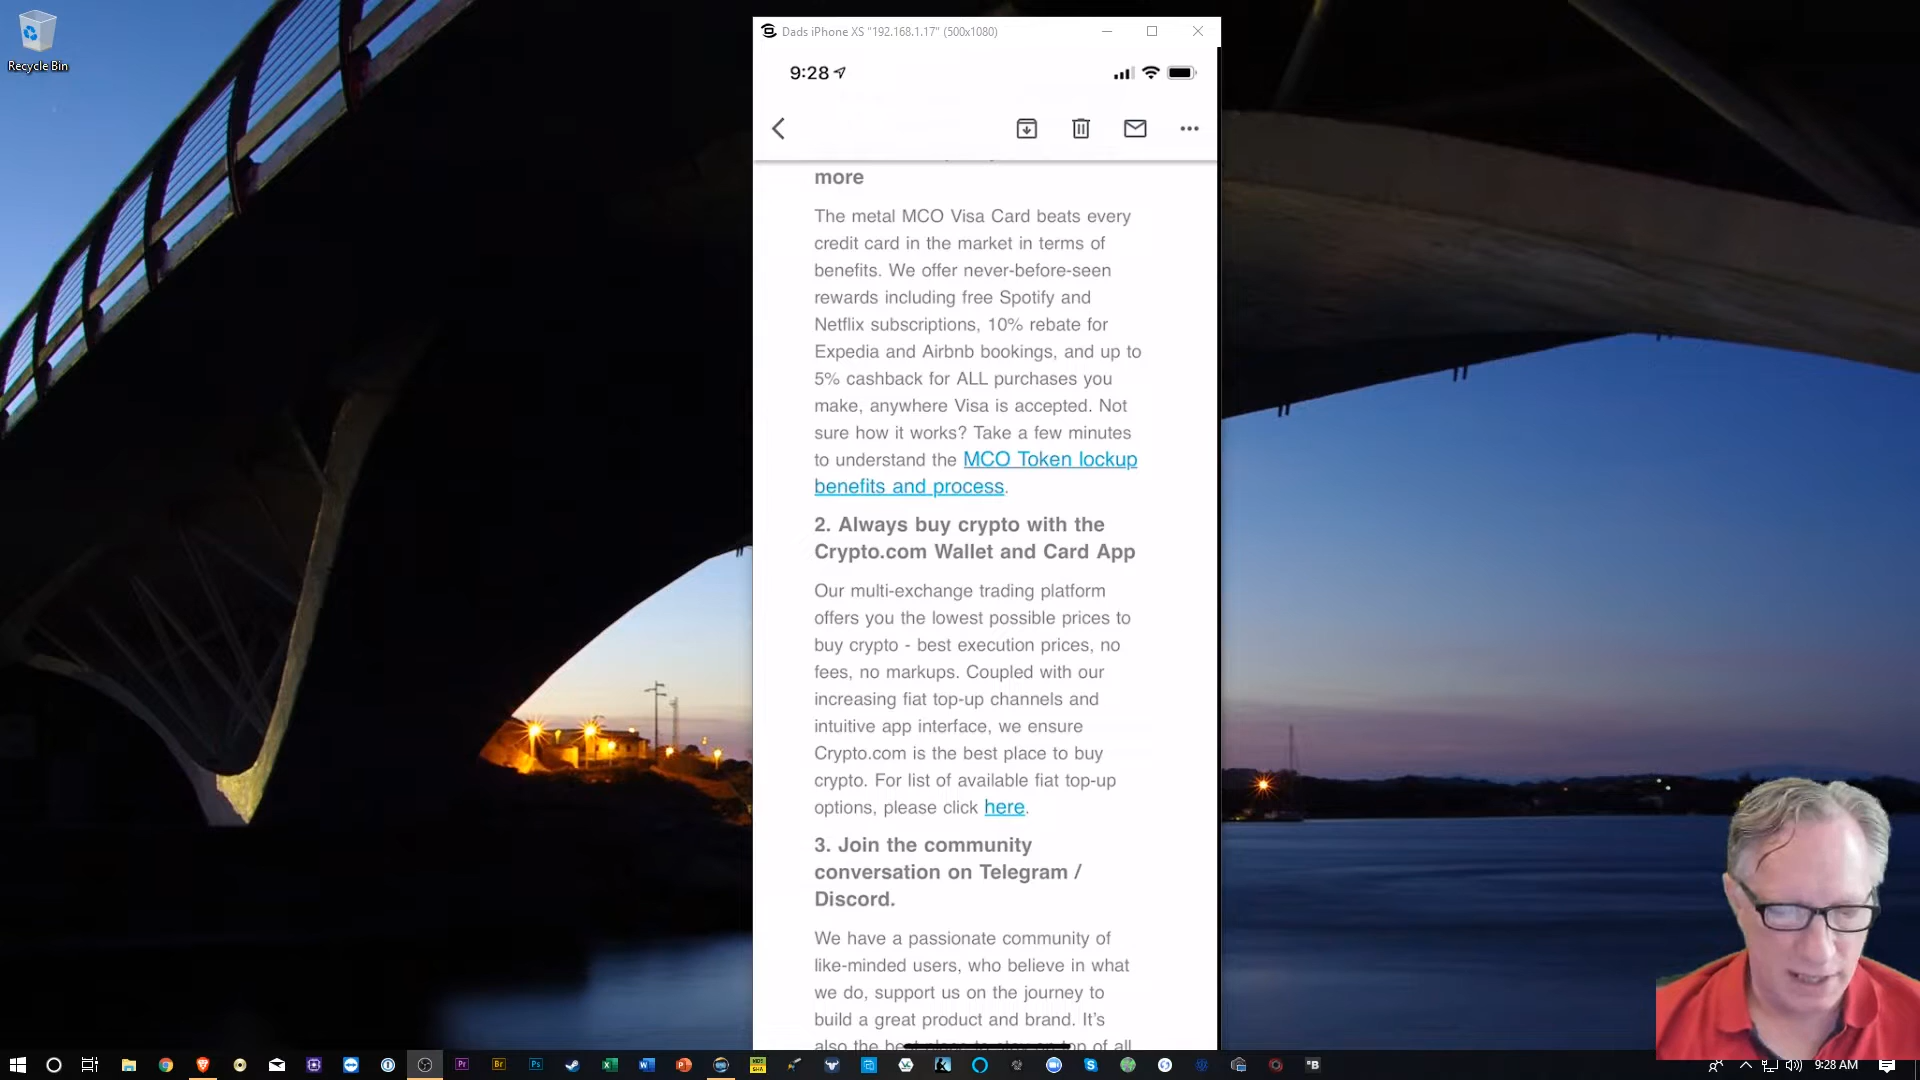 Recycle Bin
Dads iPhone XS "192.168.1.17" (500x1080)
9:28
more
The metal MCO Visa Card beats every
credit card in the market in terms of
benefits. We offer never-before-seen
rewards including free Spotify and
Netflix subscriptions, 10% rebate for
Expedia and Airbnb bookings, and up to
5% cashback for ALL purchases you
make, anywhere Visa is accepted. Not
sure how it works? Take a few minutes
to understand the MCO Token lockup
benefits and process.
2. Always buy crypto with the
Crypto.com Wallet and Card App
Our multi-exchange trading platform
offers you the lowest possible prices to
buy crypto - best execution prices, no
fees, no markups. Coupled with our
increasing fiat top-up channels and
intuitive app interface, we ensure
Crypto.com is the best place to buy
crypto. For list of available fiat top-up
options, please click here.
3. Join the community
conversation on Telegram /
Discord.
We have a passionate community of
like-minded users, who believe in what
we do, support us on the journey to
build a great product and brand. It's
also the of all
Pr Br Ps
9:28 AM